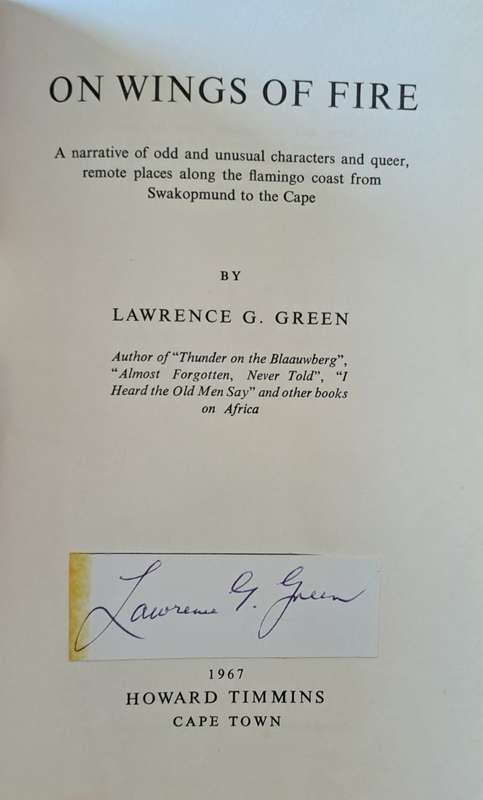 ON WINGS OF FIRE
A narrative of odd and unusual characters and queer,
remote places along the flamingo coast from
Swakopmund to the Cape
BY
LAWRENCE G. GREEN
Author of "Thunder on the Blaauwberg",
"Almost Forgotten, Never Told", "I
Heard the Old Men Say" and other books
on Africa
Lawrence G. Green
1967
HOWARD TIMMINS
CAPE TOWN